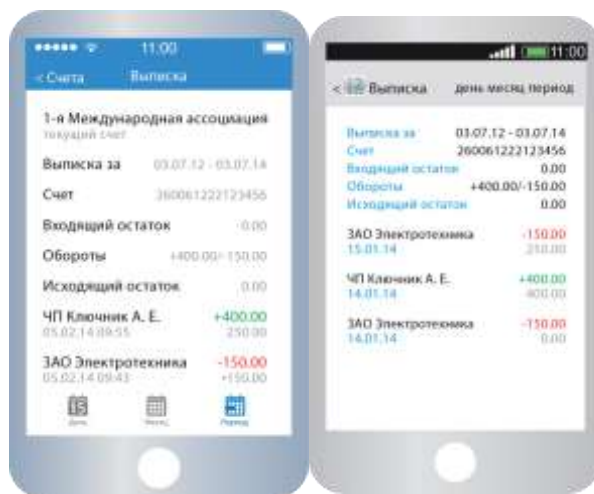 11:00
< Счета Выписка
1-я Международная ассоциация
текущий счет
Выписка за 03.07.12 - 03.07.14
Счет 260061222123456
Входящий остаток 0.00
Обороты +400.00/-150.00
Исходящий остаток 0.00
ЧП Ключник А. Е. +400.00
05.02.14 09:55 250.00
ЗАО Электротехника -150.00
05.02.14 09:43 -150.00
15
День Месяц Период
11:00
< Выписка день месяц период
Выписка за 03.07.12 - 03.07.14
Счет 260061222123456
Входящий остаток 0.00
Обороты +400.00/-150.00
Исходящий остаток 0.00
ЗАО Электротехника -150.00
15.01.14 250.00
ЧП Ключник А. Е. +400.00
14.01.14 400.00
ЗАО Электротехника -150.00
14.01.14 0.00